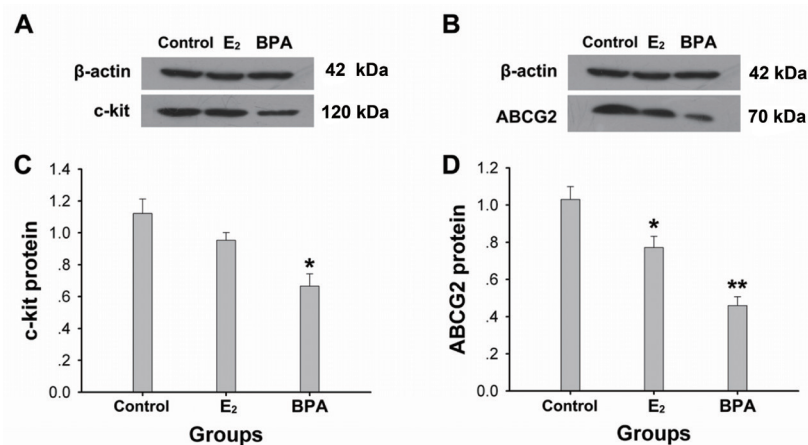 A
Control E₂ BPA
β-actin 42 kDa
c-kit 120 kDa
B
Control E₂ BPA
β-actin 42 kDa
ABCG2 70 kDa
C
c-kit protein
1.4
1.2
1.0
.8
.6
.4
.2
0.0
*
Control E₂ BPA
Groups
D
ABCG2 protein
1.2
1.0
.8
.6
.4
.2
0.0
*
**
Control E₂ BPA
Groups